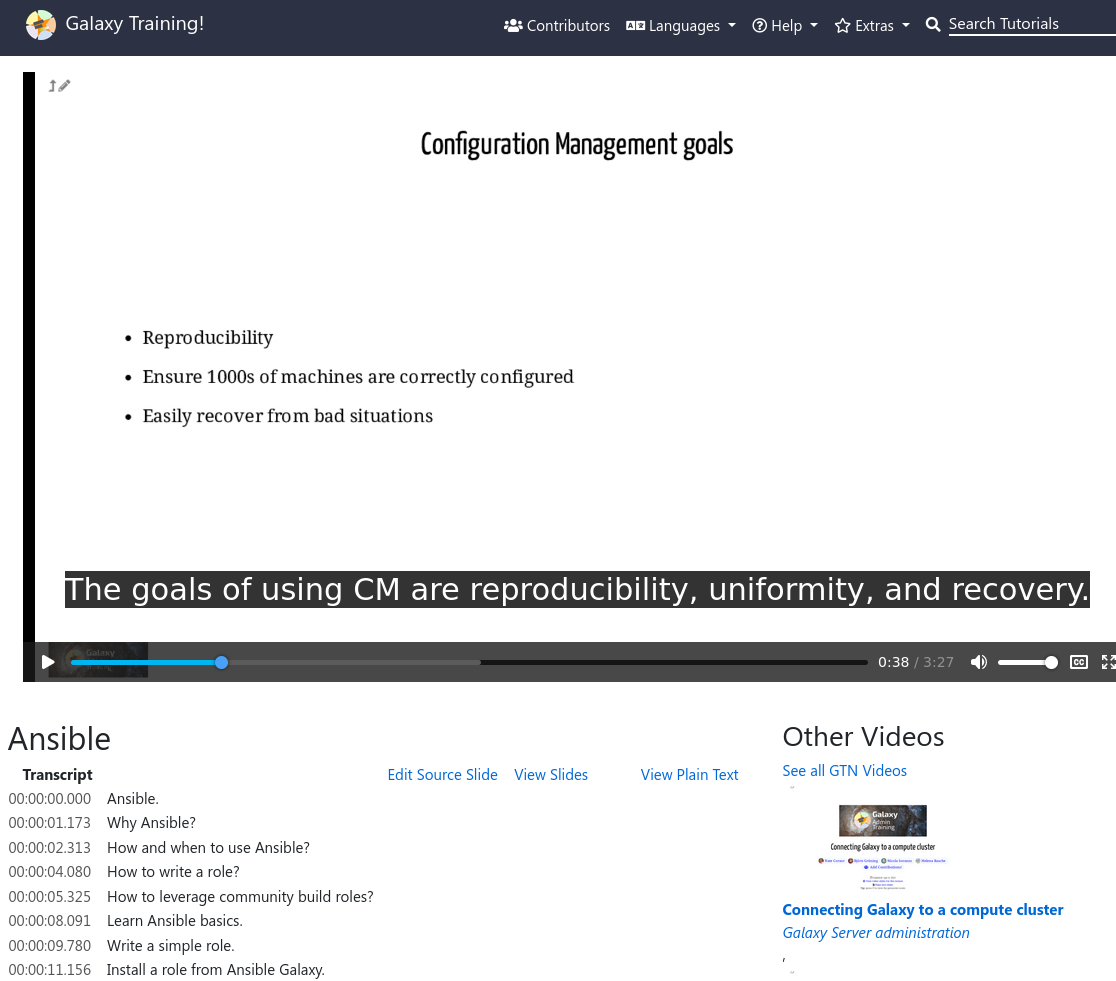 Galaxy Training!
Contributors
Languages
Help
Extras
Search Tutorials
Configuration Management goals
• Reproducibility
• Ensure 1000s of machines are correctly configured
• Easily recover from bad situations
The goals of using CM are reproducibility, uniformity, and recovery.
0:38 / 3:27
Ansible
Transcript
Edit Source Slide
View Slides
View Plain Text
00:00:00.000 Ansible.
00:00:01.173 Why Ansible?
00:00:02.313 How and when to use Ansible?
00:00:04.080 How to write a role?
00:00:05.325 How to leverage community build roles?
00:00:08.091 Learn Ansible basics.
00:00:09.780 Write a simple role.
00:00:11.156 Install a role from Ansible Galaxy.
Other Videos
See all GTN Videos
Galaxy
Admin
Training
Connecting Galaxy to a compute cluster
Connecting Galaxy to a compute cluster
Galaxy Server administration
,